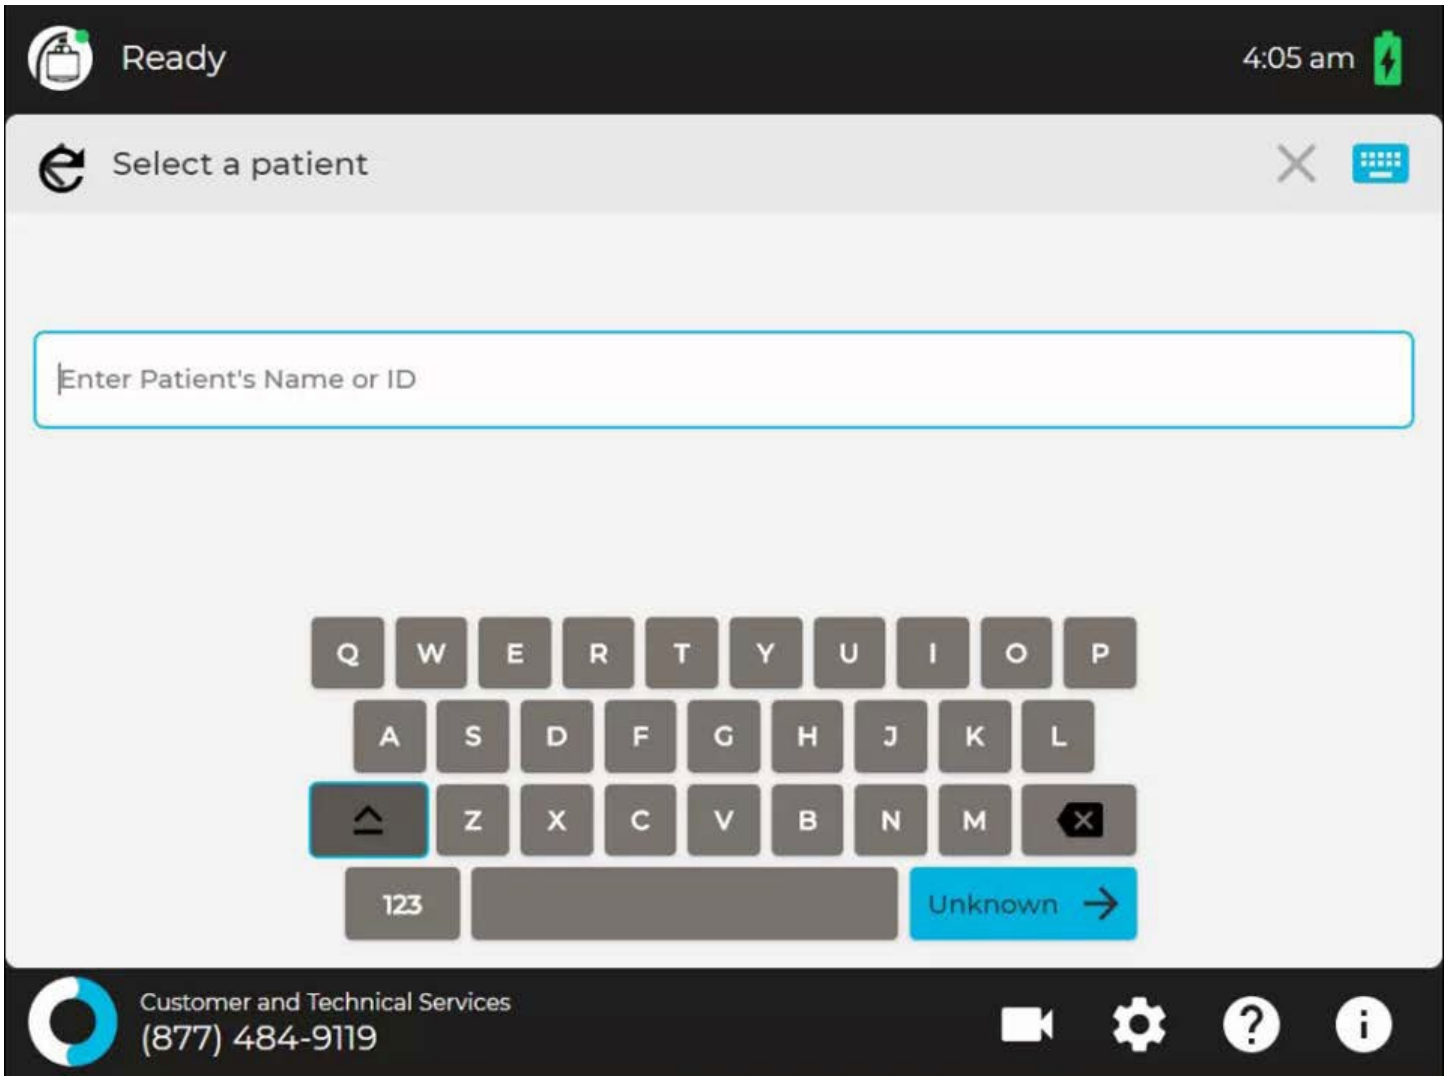 Ready
4:05 am
Select a patient
Enter Patient's Name or ID
Q W E R T Y U I O P
A S D F G H J K L
Z X C V B N M
123
Unknown
Customer and Technical Services
(877) 484-9119